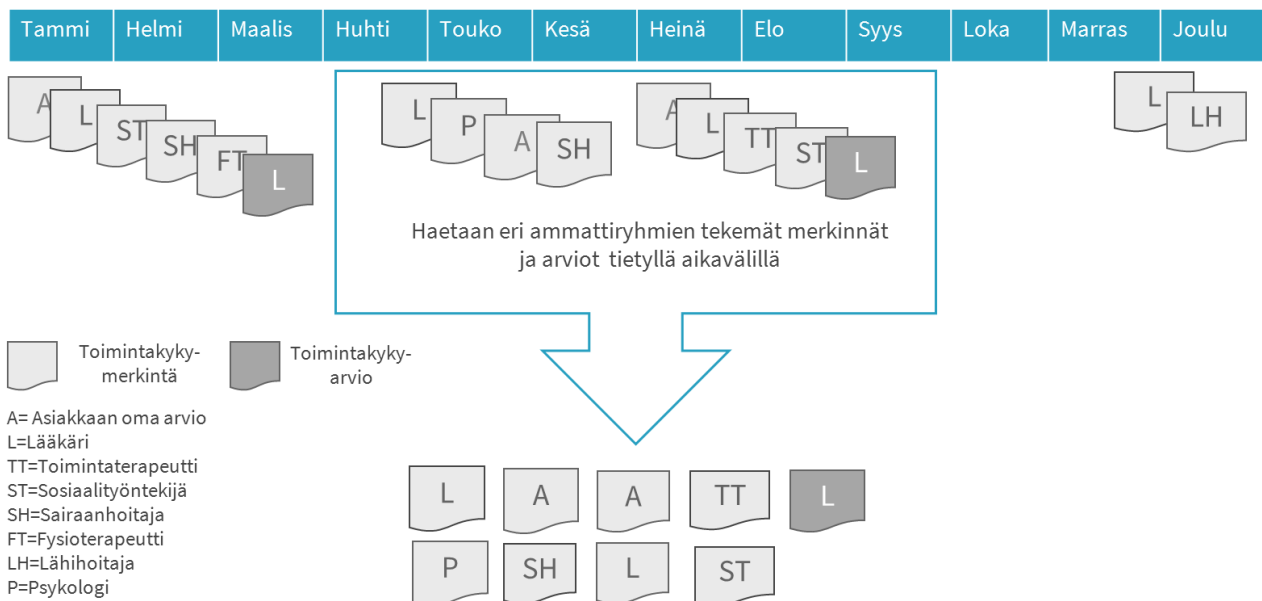 Tammi Helmi Maalis Huhti Touko Kesä Heinä Elo Syys Loka Marras Joulu
A L ST SH FT L
L P A SH
A L TT ST L
L LH
Haetaan eri ammattiryhmien tekemät merkinnät
ja arviot tietyllä aikavälillä
Toimintakyky-
merkintä
Toimintakyky-
arvio
A= Asiakkaan oma arvio
L=Lääkäri
TT=Toimintaterapeutti
ST=Sosiaalityöntekijä
SH=Sairaanhoitaja
FT=Fysioterapeutti
LH=Lähihoitaja
P=Psykologi
L A A TT L
P SH L ST